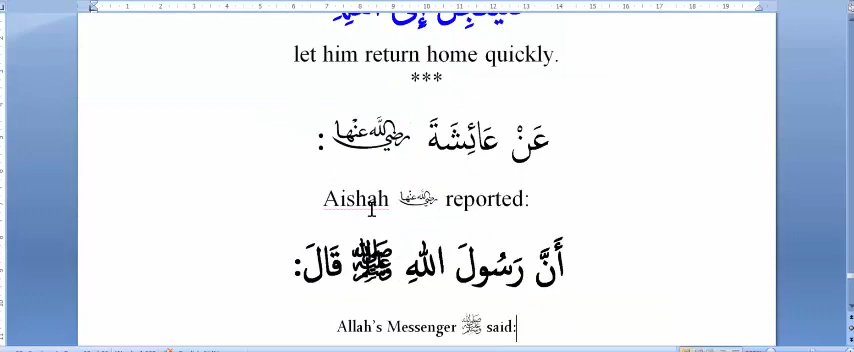 let him return home quickly.
***
عَنْ عَائِشَةَ رضي الله عنها :
Aishah رضي الله عنها reported:
أَنَّ رَسُولَ اللهِ ﷺ قَالَ:
Allah's Messenger ﷺ said: